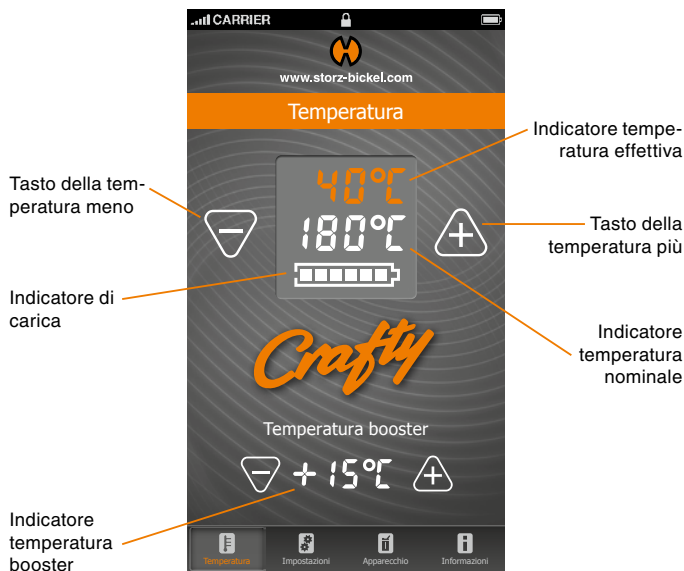 CARRIER
www.storz-bickel.com
Temperatura
Indicatore tempe-
ratura effettiva
40°C
Tasto della tem-
peratura meno
180°C
Tasto della
temperatura più
Indicatore di
carica
Indicatore
temperatura
nominale
Crafty
Temperatura booster
+15°C
Indicatore
temperatura
booster
Temperatura
Impostazioni
Apparecchio
Informazioni